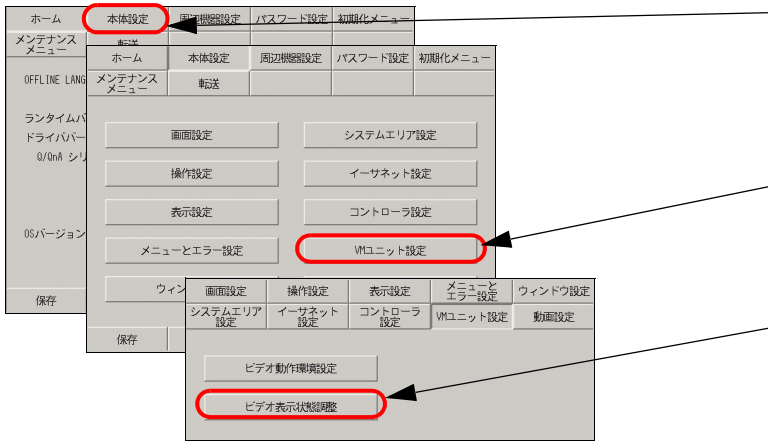 ホーム
本体設定
周辺機器設定
パスワード設定
初期化メニュー
メンテナンス
メニュー
転送
OFFLINE LANG
ランタイムバ
ドライババー
Q/QnA シリ
OSバージョン
保存
ホーム
本体設定
周辺機器設定
パスワード設定
初期化メニュー
メンテナンス
メニュー
転送
画面設定
システムエリア設定
操作設定
イーサネット設定
表示設定
コントローラ設定
メニューとエラー設定
VMユニット設定
ウィン
保存
画面設定
操作設定
表示設定
メニューと
エラー設定
ウィンドウ設定
システムエリア
設定
イーサネット
設定
コントローラ
設定
VMユニット設定
動画設定
ビデオ動作環境設定
ビデオ表示状態調整